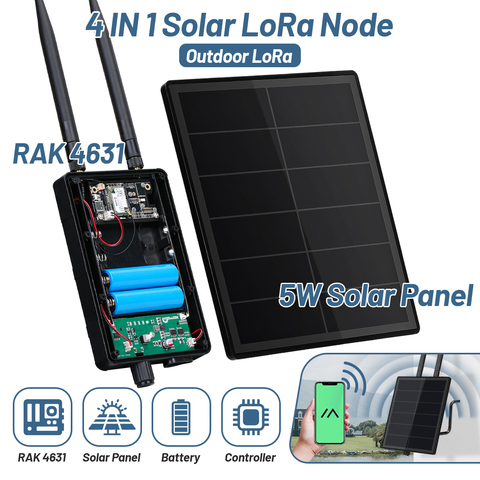 4 IN 1 Solar LoRa Node
Outdoor LoRa
RAK 4631
5W Solar Panel
RAK 4631
Solar Panel
Battery
Controller